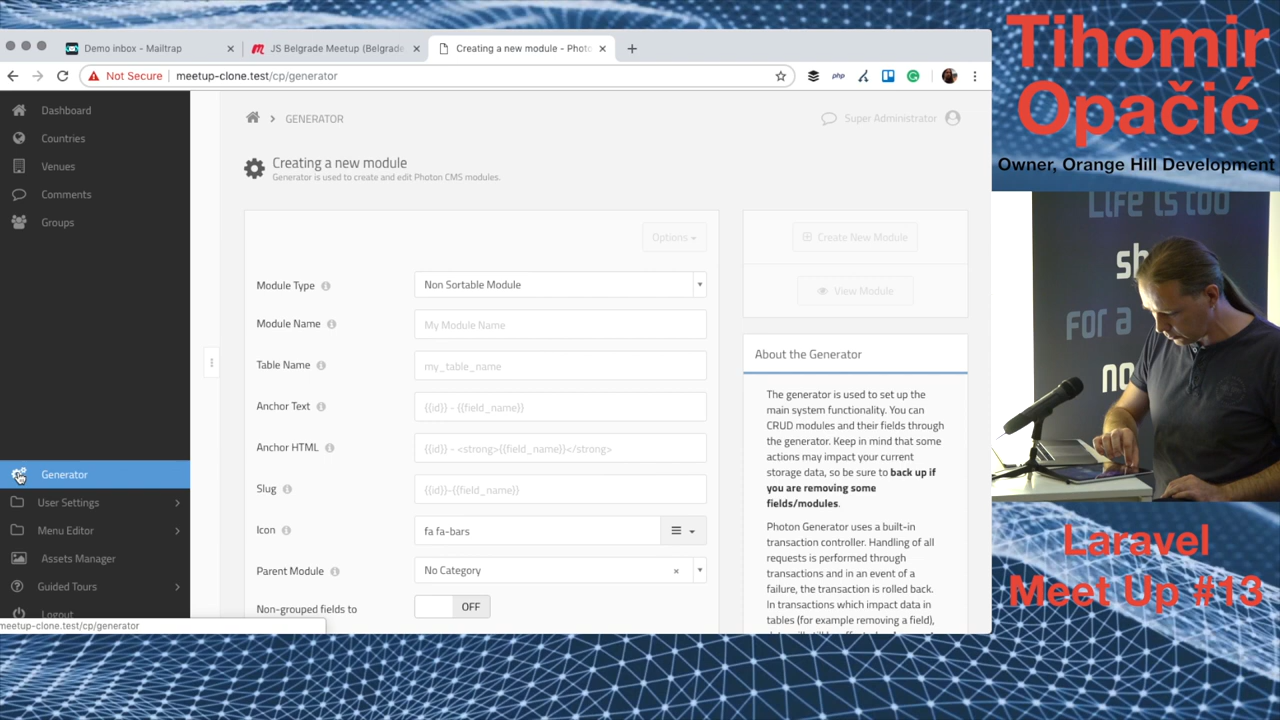 Demo inbox - Mailtrap
JS Belgrade Meetup (Belgrade,
Creating a new module - Photo
Not Secure
meetup-clone.test/cp/generator
php
Dashboard
Countries
Venues
Comments
Groups
Generator
User Settings
Menu Editor
Assets Manager
Guided Tours
Logout
meetup-clone.test/cp/generator
GENERATOR
Super Administrator
Creating a new module
Generator is used to create and edit Photon CMS modules.
Options
Module Type
Non Sortable Module
Module Name
My Module Name
Table Name
my_table_name
Anchor Text
{{id}} - {{field_name}}
Anchor HTML
{{id}} - <strong>{{field_name}}</strong>
Slug
{{id}}-{{field_name}}
Icon
fa fa-bars
Parent Module
No Category
Non-grouped fields to
OFF
Create New Module
View Module
About the Generator
The generator is used to set up the
main system functionality. You can
CRUD modules and their fields through
the generator. Keep in mind that some
actions may impact your current
storage data, so be sure to back up if
you are removing some
fields/modules.
Photon Generator uses a built-in
transaction controller. Handling of all
requests is performed through
transactions and in an event of a
failure, the transaction is rolled back.
In transactions which impact data in
tables (for example removing a field),
Tihomir
Opačić
Owner, Orange Hill Development
Life is too
sh
FOR a
no
Laravel
Meet Up #13